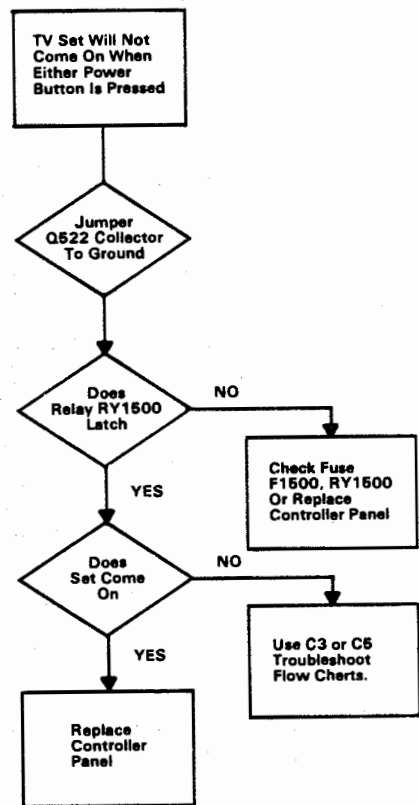 TV Set Will Not
Come On When
Either Power
Button Is Pressed
Jumper
Q522 Collector
To Ground
Does
Relay RY1500
Latch
NO
YES
Check Fuse
F1500, RY1500
Or Replace
Controller Panel
Does
Set Come
On
NO
YES
Use C3 or C5
Troubleshoot
Flow Charts.
Replace
Controller
Panel